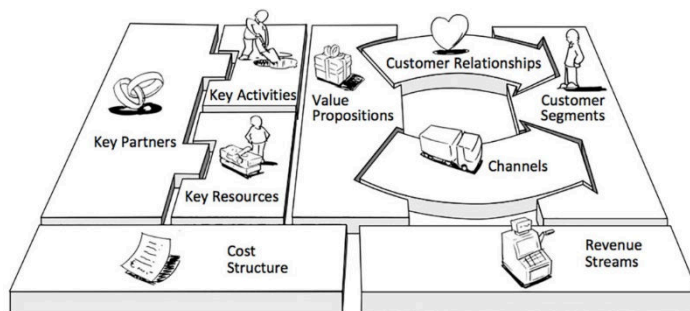 Key Partners
Key Activities
Key Resources
Value
Propositions
Customer Relationships
Channels
Customer
Segments
Cost
Structure
Revenue
Streams